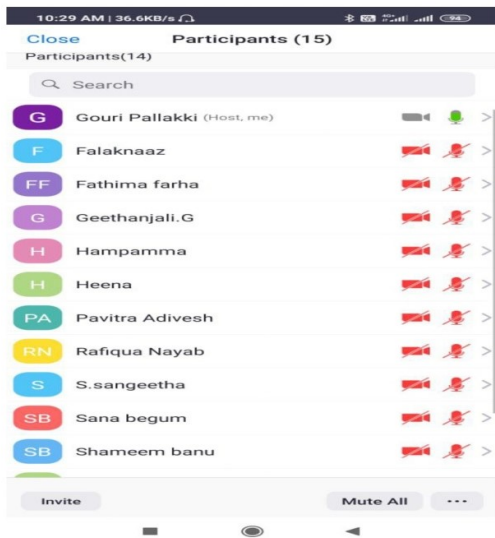 10:29 AM | 36.6KB/s
94
Close Participants (15)
Participants(14)
Search
G Gouri Pallakki (Host, me)
F Falaknaaz
FF Fathima farha
G Geethanjali.G
H Hampamma
H Heena
PA Pavitra Adivesh
RN Rafiqua Nayab
S S.sangeetha
SB Sana begum
SB Shameem banu
Invite Mute All ...